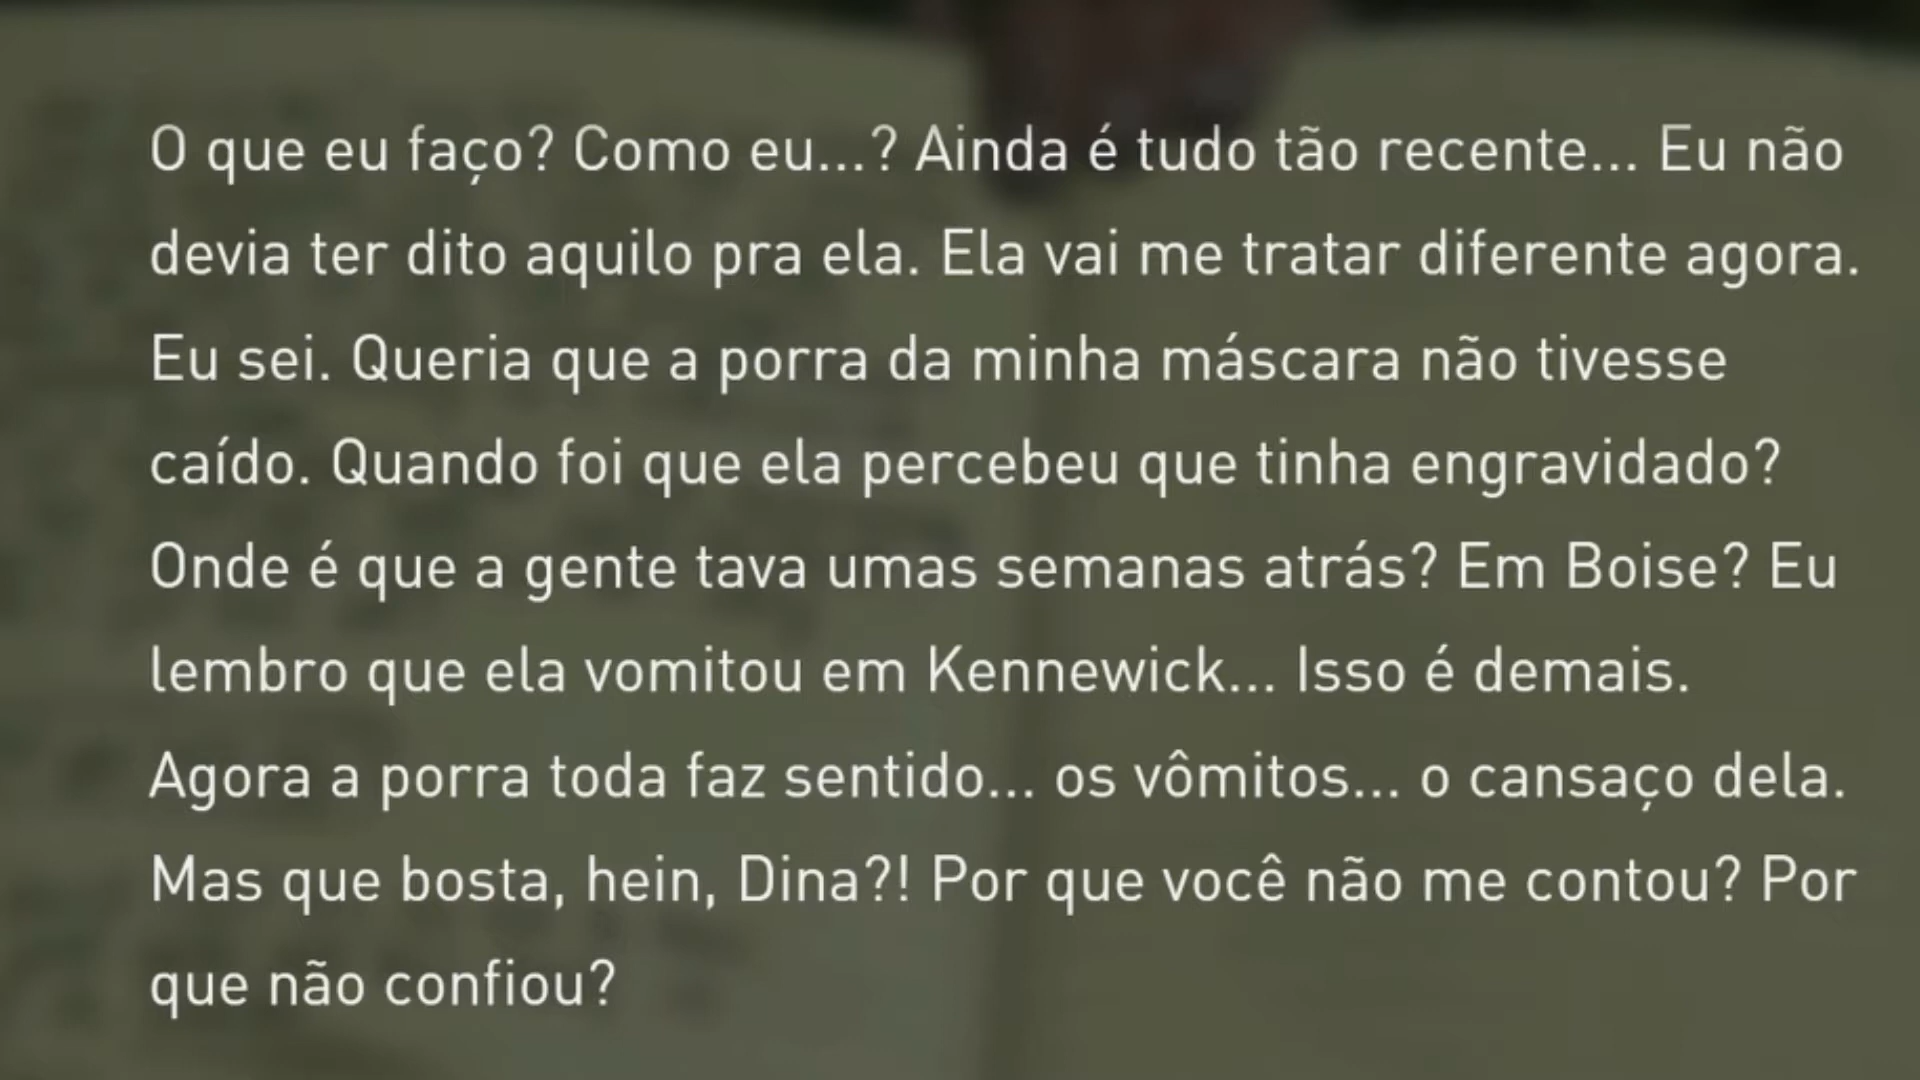 O que eu faço? Como eu...? Ainda é tudo tão recente... Eu não
devia ter dito aquilo pra ela. Ela vai me tratar diferente agora.
Eu sei. Queria que a porra da minha máscara não tivesse
caído. Quando foi que ela percebeu que tinha engravidado?
Onde é que a gente tava umas semanas atrás? Em Boise? Eu
lembro que ela vomitou em Kennewick... Isso é demais.
Agora a porra toda faz sentido... os vômitos... o cansaço dela.
Mas que bosta, hein, Dina?! Por que você não me contou? Por
que não confiou?